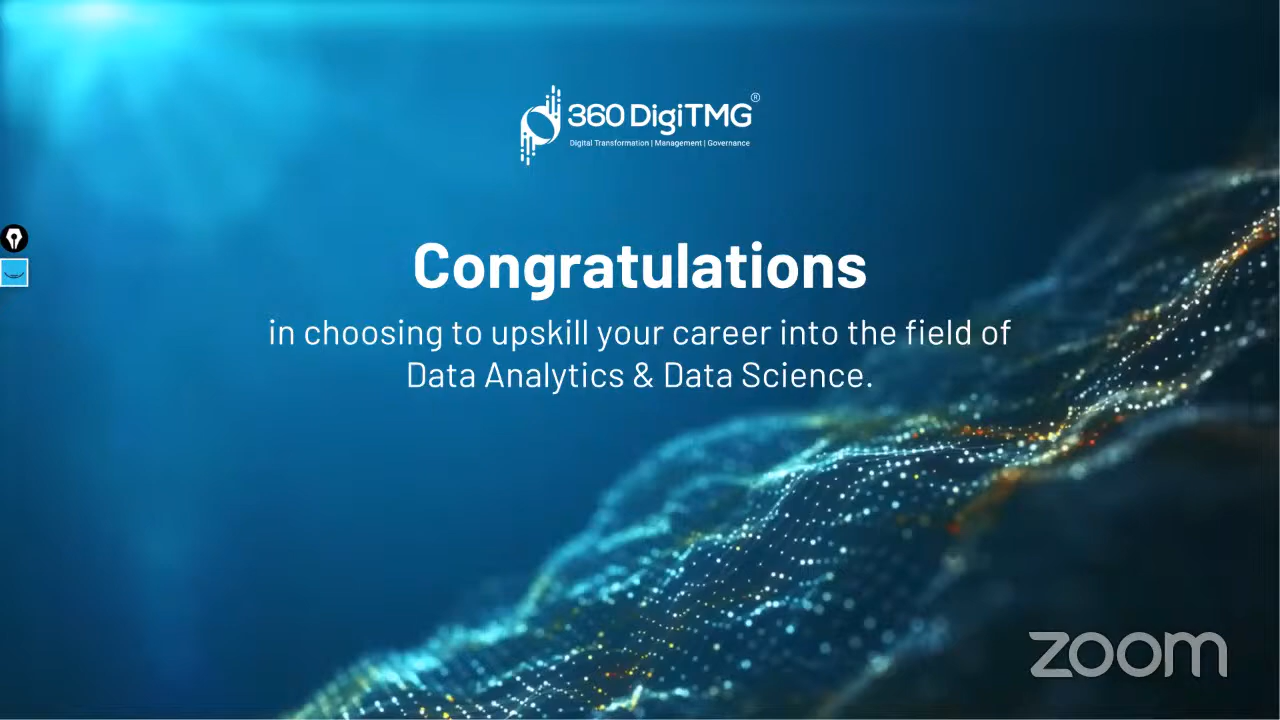 360 DigiTMG®
Digital Transformation | Management | Governance
Congratulations
in choosing to upskill your career into the field of
Data Analytics & Data Science.
zoom